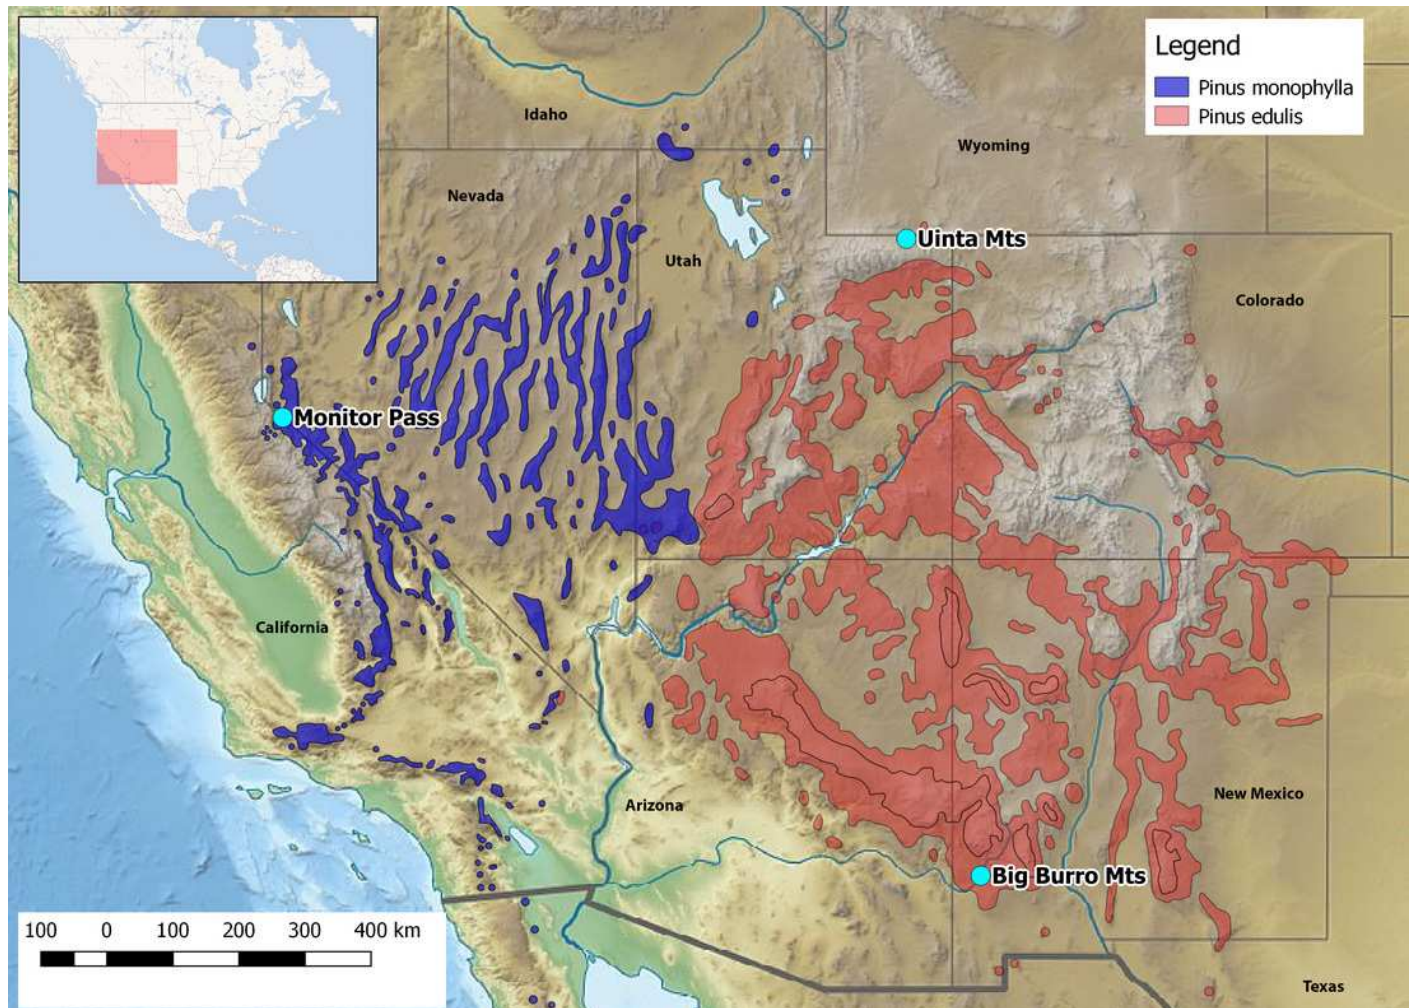 Legend
Pinus monophylla
Pinus edulis
Idaho
Wyoming
Nevada
Utah
Uinta Mts
Colorado
Monitor Pass
California
Arizona
New Mexico
Big Burro Mts
Texas
100 0 100 200 300 400 km